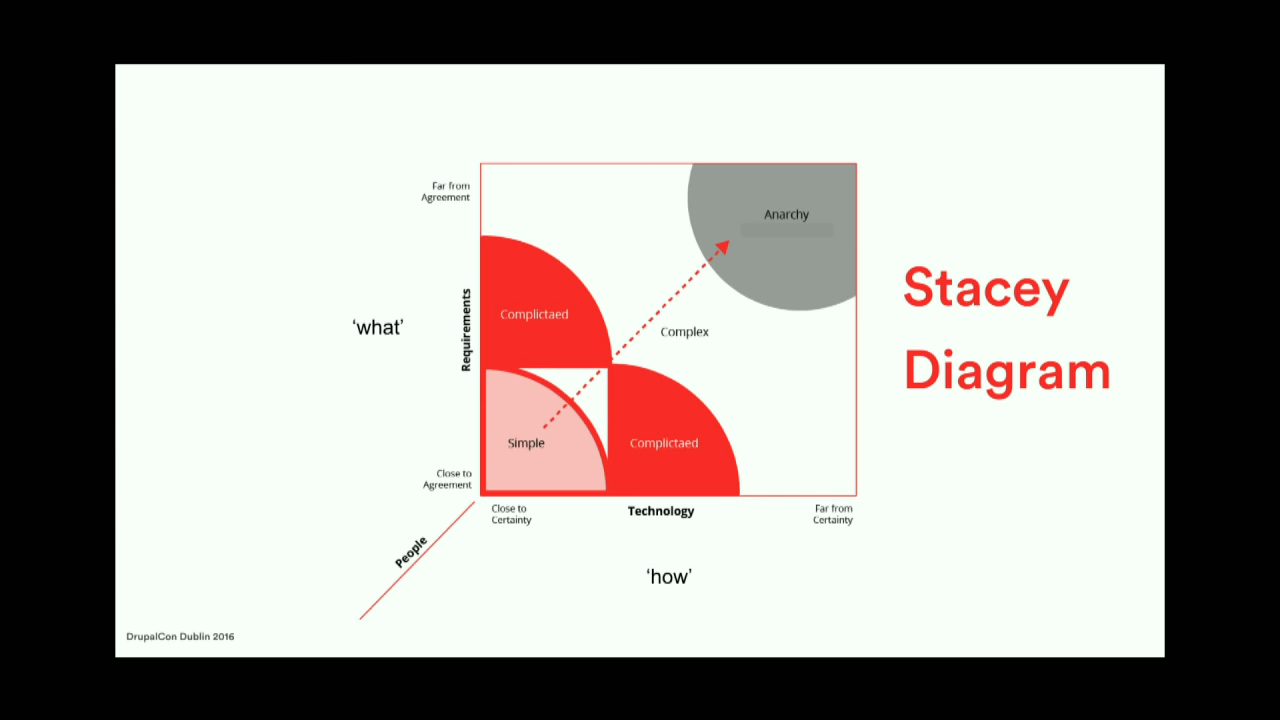 Far from
Agreement
Anarchy
Stacey
Diagram
Requirements
Complictaed
‘what’
Complex
Simple
Complictaed
Close to
Agreement
Close to
Certainty
Technology
Far from
Certainty
People
‘how’
DrupalCon Dublin 2016